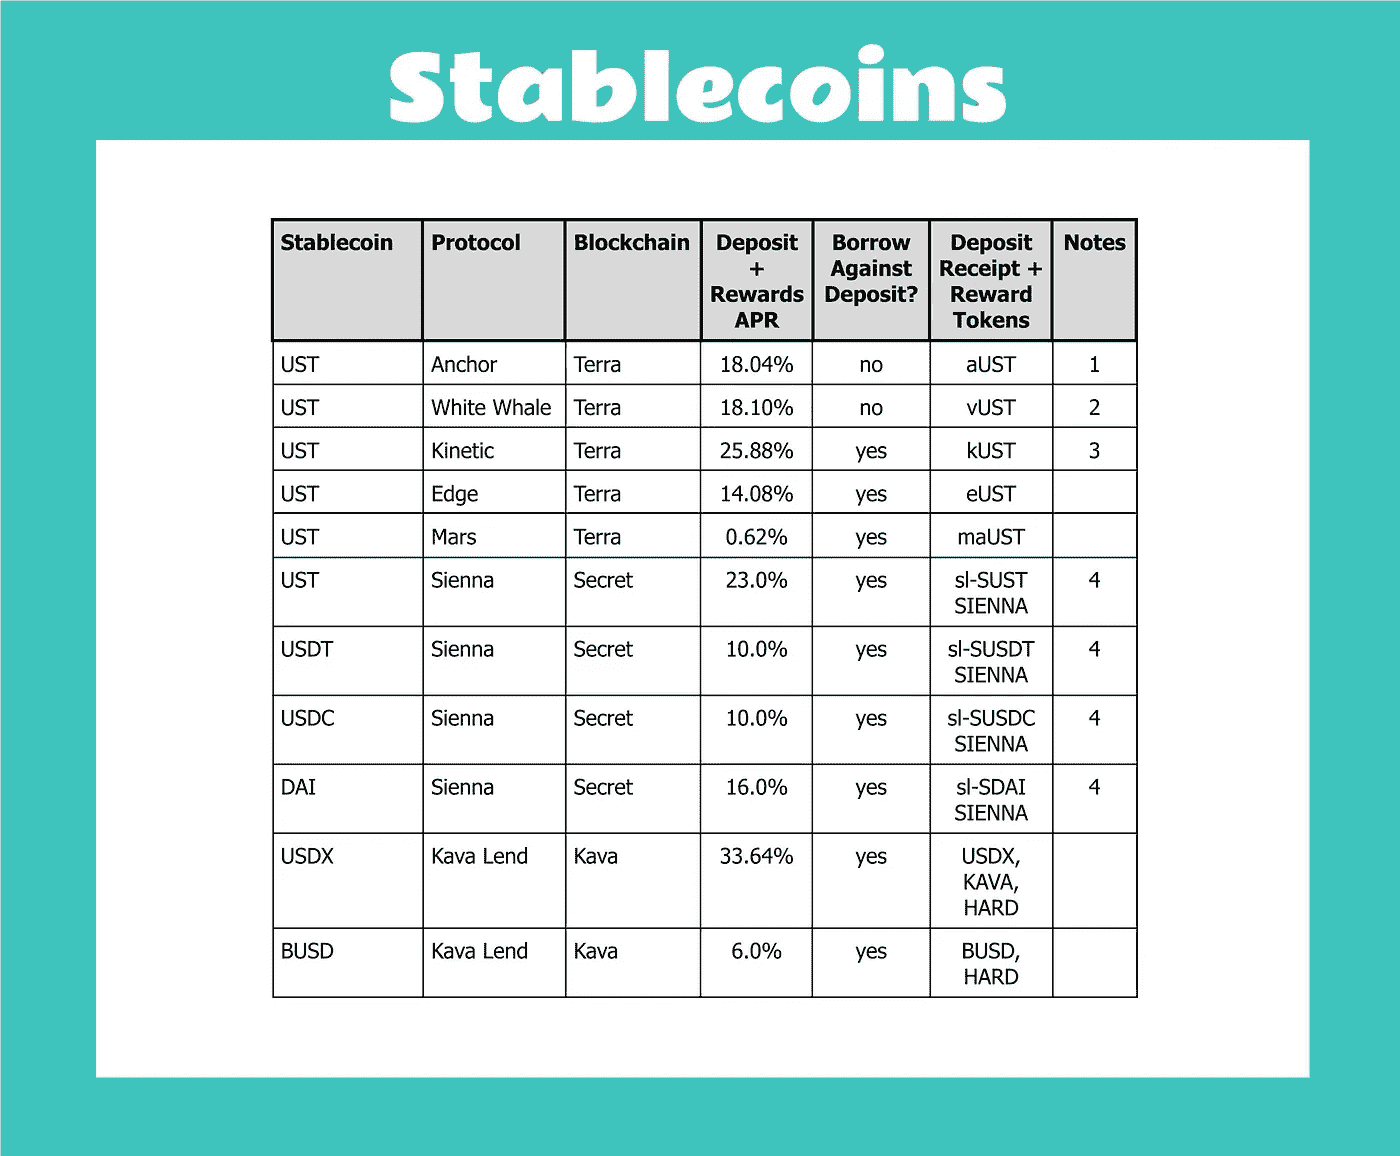 Stablecoins
Stablecoin Protocol Blockchain Deposit + Rewards APR Borrow Against Deposit? Deposit Receipt + Reward Tokens Notes
UST Anchor Terra 18.04% no aUST 1
UST White Whale Terra 18.10% no vUST 2
UST Kinetic Terra 25.88% yes kUST 3
UST Edge Terra 14.08% yes eUST
UST Mars Terra 0.62% yes maUST
UST Sienna Secret 23.0% yes sl-SUST SIENNA 4
USDT Sienna Secret 10.0% yes sl-SUSDT SIENNA 4
USDC Sienna Secret 10.0% yes sl-SUSDC SIENNA 4
DAI Sienna Secret 16.0% yes sl-SDAI SIENNA 4
USDX Kava Lend Kava 33.64% yes USDX, KAVA, HARD
BUSD Kava Lend Kava 6.0% yes BUSD, HARD